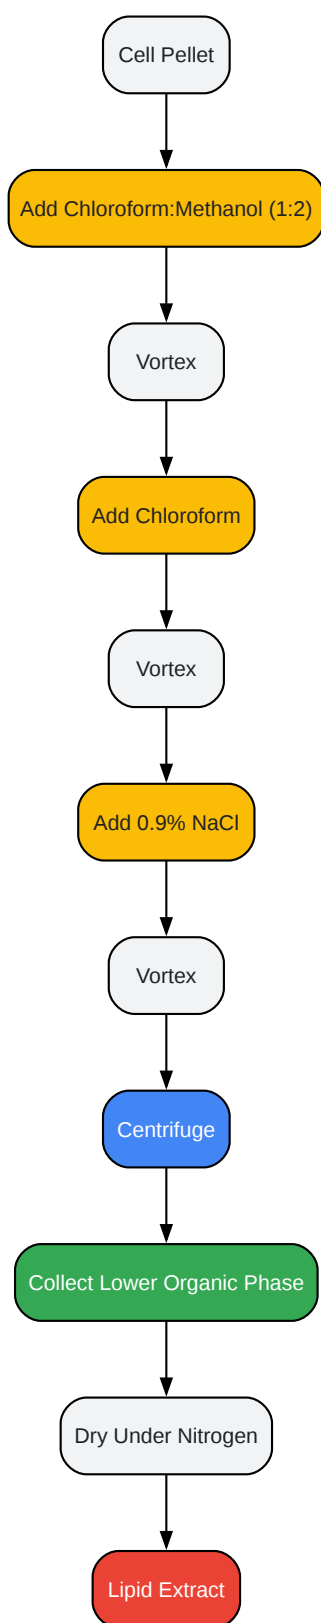 Cell Pellet
Add Chloroform:Methanol (1:2)
Vortex
Add Chloroform
Vortex
Add 0.9% NaCl
Vortex
Centrifuge
Collect Lower Organic Phase
Dry Under Nitrogen
Lipid Extract